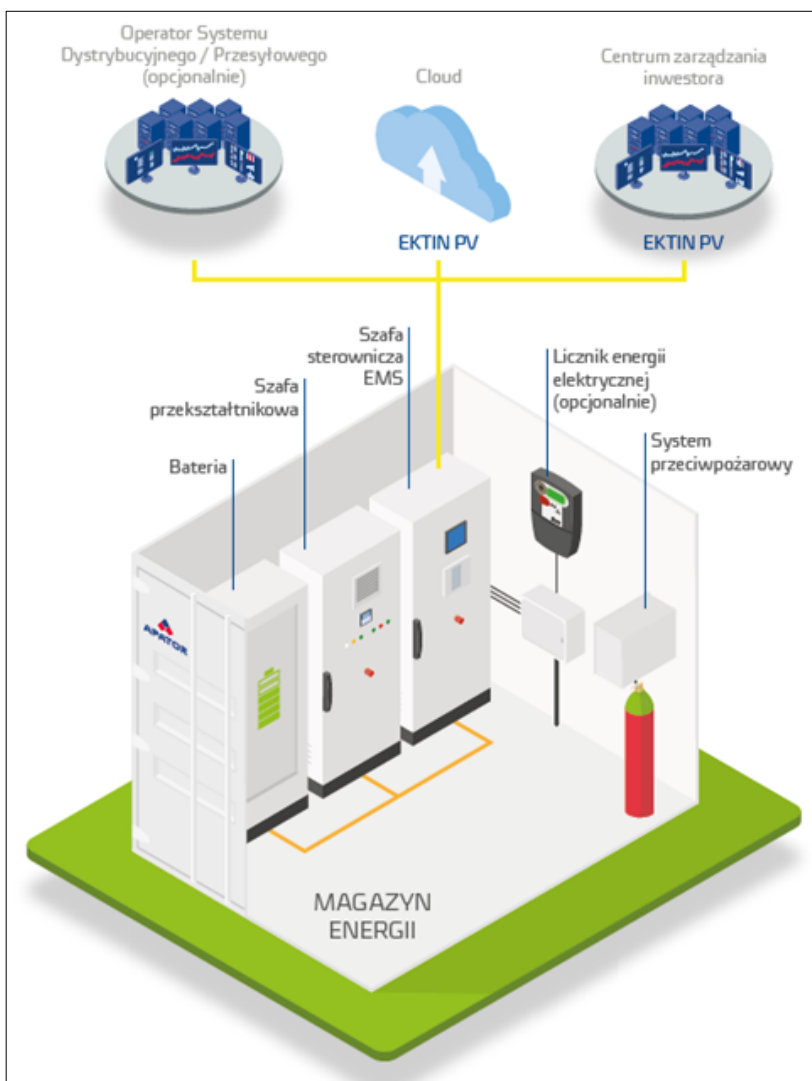 Operator Systemu
Dystrybucyjnego / Przesyłowego
(opcjonalnie)
Cloud
Centrum zarządzania
inwestora
EKTIN PV
EKTIN PV
Szafa
sterownicza
EMS
Licznik energii
elektrycznej
(opcjonalnie)
Szafa
przekształtnikowa
System
przeciwpożarowy
Bateria
APATOR
MAGAZYN
ENERGII